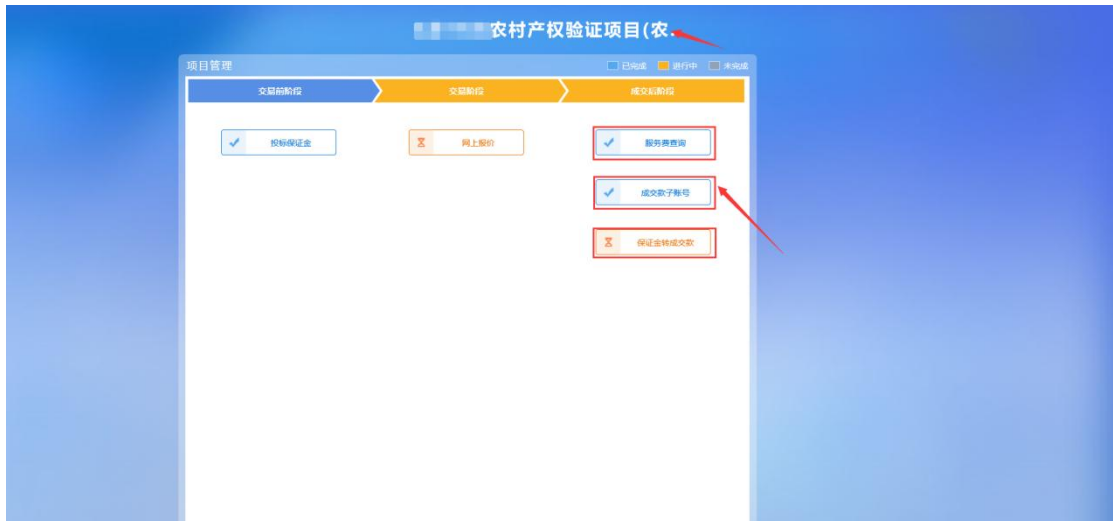 农村产权验证项目(农...
项目管理
已完成 进行中 未完成
交易前阶段 交易阶段 成交后阶段
投标保证金 网上报价 服务费查询
成交款子账号
保证金转成交款